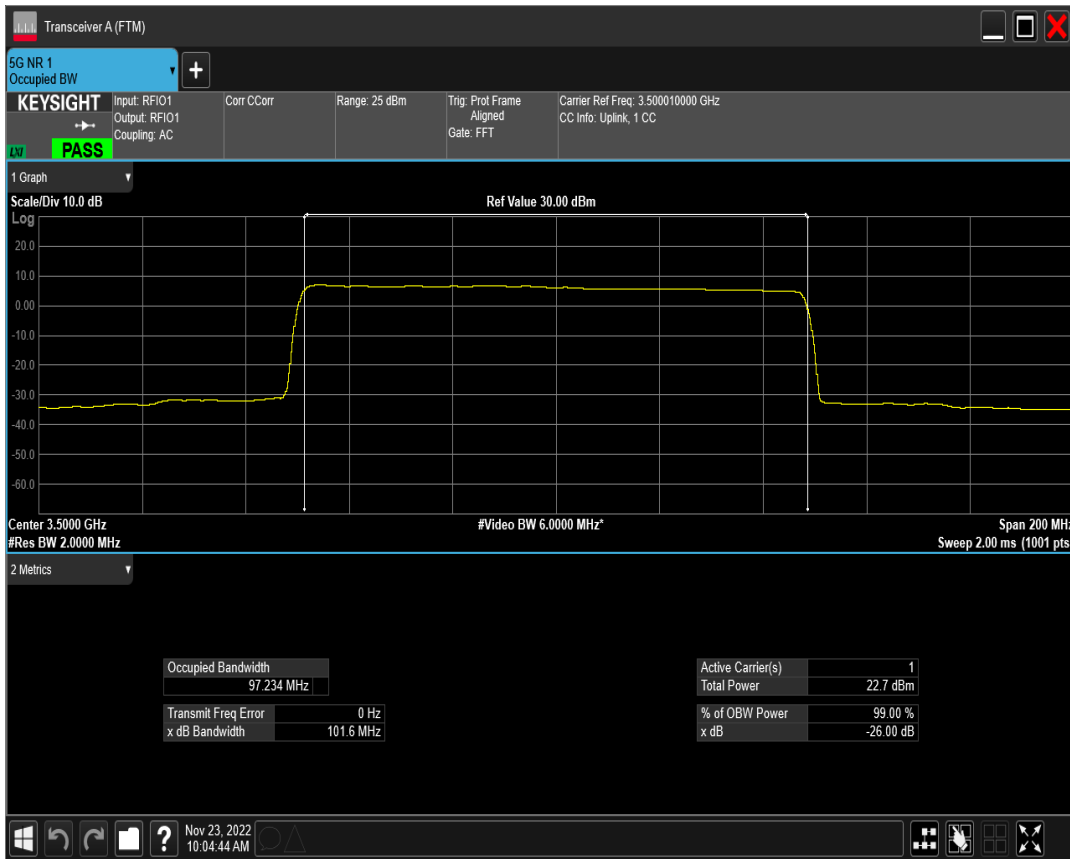 Transceiver A (FTM)
5G NR 1
Occupied BW
+
KEYSIGHT
LXI
PASS
Input: RFIO1
Output: RFIO1
Coupling: AC
Corr CCorr
Range: 25 dBm
Trig: Prot Frame
Aligned
Gate: FFT
Carrier Ref Freq: 3.500010000 GHz
CC Info: Uplink, 1 CC
1 Graph
Scale/Div 10.0 dB
Ref Value 30.00 dBm
Log
20.0
10.0
0.00
-10.0
-20.0
-30.0
-40.0
-50.0
-60.0
Center 3.5000 GHz
#Video BW 6.0000 MHz*
Span 200 MHz
#Res BW 2.0000 MHz
Sweep 2.00 ms (1001 pts
2 Metrics
Occupied Bandwidth
97.234 MHz
Transmit Freq Error 0 Hz
x dB Bandwidth 101.6 MHz
Active Carrier(s) 1
Total Power 22.7 dBm
% of OBW Power 99.00 %
x dB -26.00 dB
?
Nov 23, 2022
10:04:44 AM